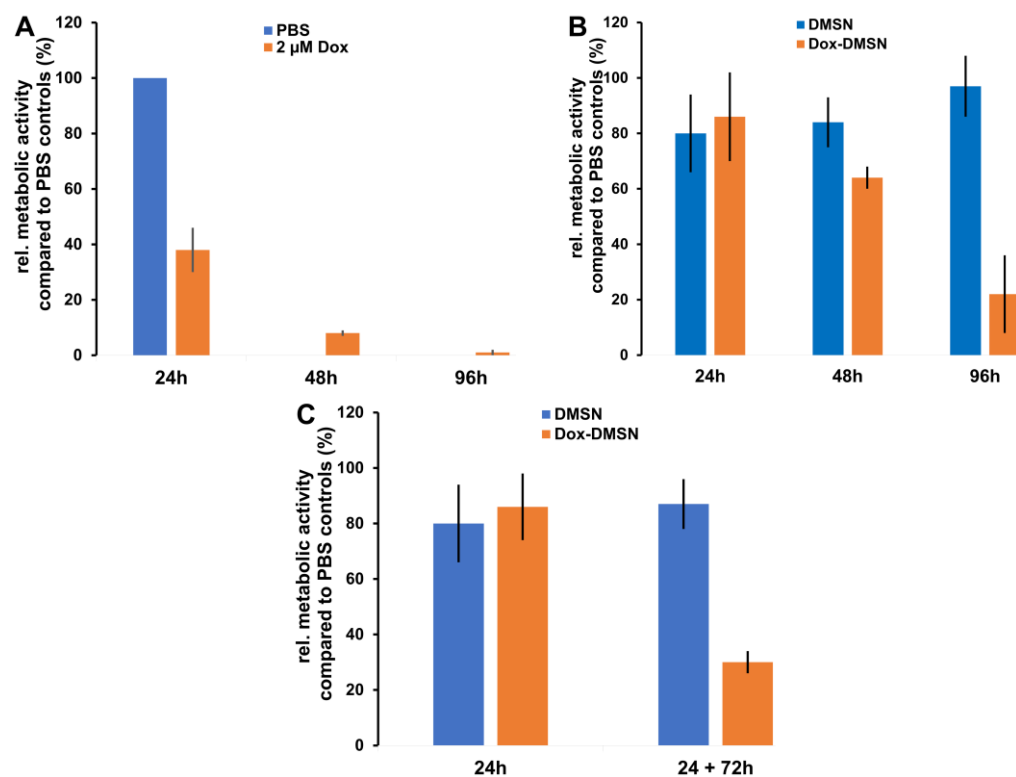 A
rel. metabolic activity
compared to PBS controls (%)
120
100
80
60
40
20
0
PBS
2 µM Dox
24h
48h
96h
B
rel. metabolic activity
compared to PBS controls (%)
120
100
80
60
40
20
0
DMSN
Dox-DMSN
24h
48h
96h
C
rel. metabolic activity
compared to PBS controls (%)
120
100
80
60
40
20
0
DMSN
Dox-DMSN
24h
24 + 72h